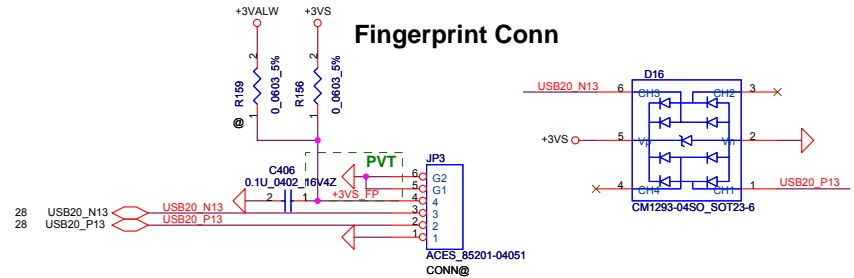 Fingerprint Conn
+3VALW
+3VS
2
2
R159
0_0603_5%
R156
0_0603_5%
1
1
@
PVT
JP3
C406
0.1U_0402_16V4Z
2
1
+3VS_FP
6
G2
5
G1
4
4
28
USB20_N13
USB20_N13
3
3
28
USB20_P13
USB20_P13
2
2
1
1
ACES_85201-04051
CONN@
D16
USB20_N13
6
CH3
CH2
3
+3VS
5
Vp
Vn
2
4
CH4
CH1
1
USB20_P13
CM1293-04SO_SOT23-6